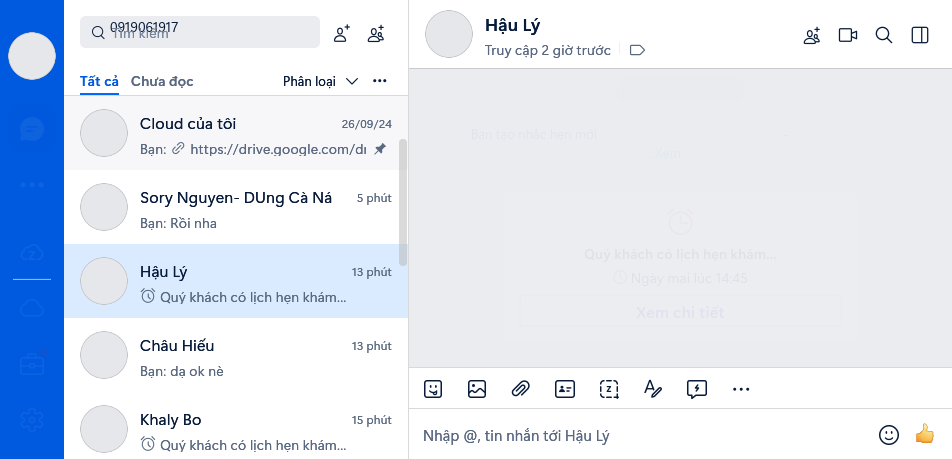 0919061917
Tìm kiếm
Tất cả Chưa đọc Phân loại
Cloud của tôi 26/09/24
Bạn: https://drive.google.com/dr
Sory Nguyen- DUng Cà Ná 5 phút
Bạn: Rồi nha
Hậu Lý 13 phút
Quý khách có lịch hẹn khám...
Châu Hiếu 13 phút
Bạn: dạ ok nè
Khaly Bo 15 phút
Quý khách có lịch hẹn khám...
Hậu Lý
Truy cập 2 giờ trước
Bạn tạo nhắc hẹn mới
Xem
Quý khách có lịch hẹn khám...
Ngày mai lúc 14:45
Xem chi tiết
Nhập @, tin nhắn tới Hậu Lý